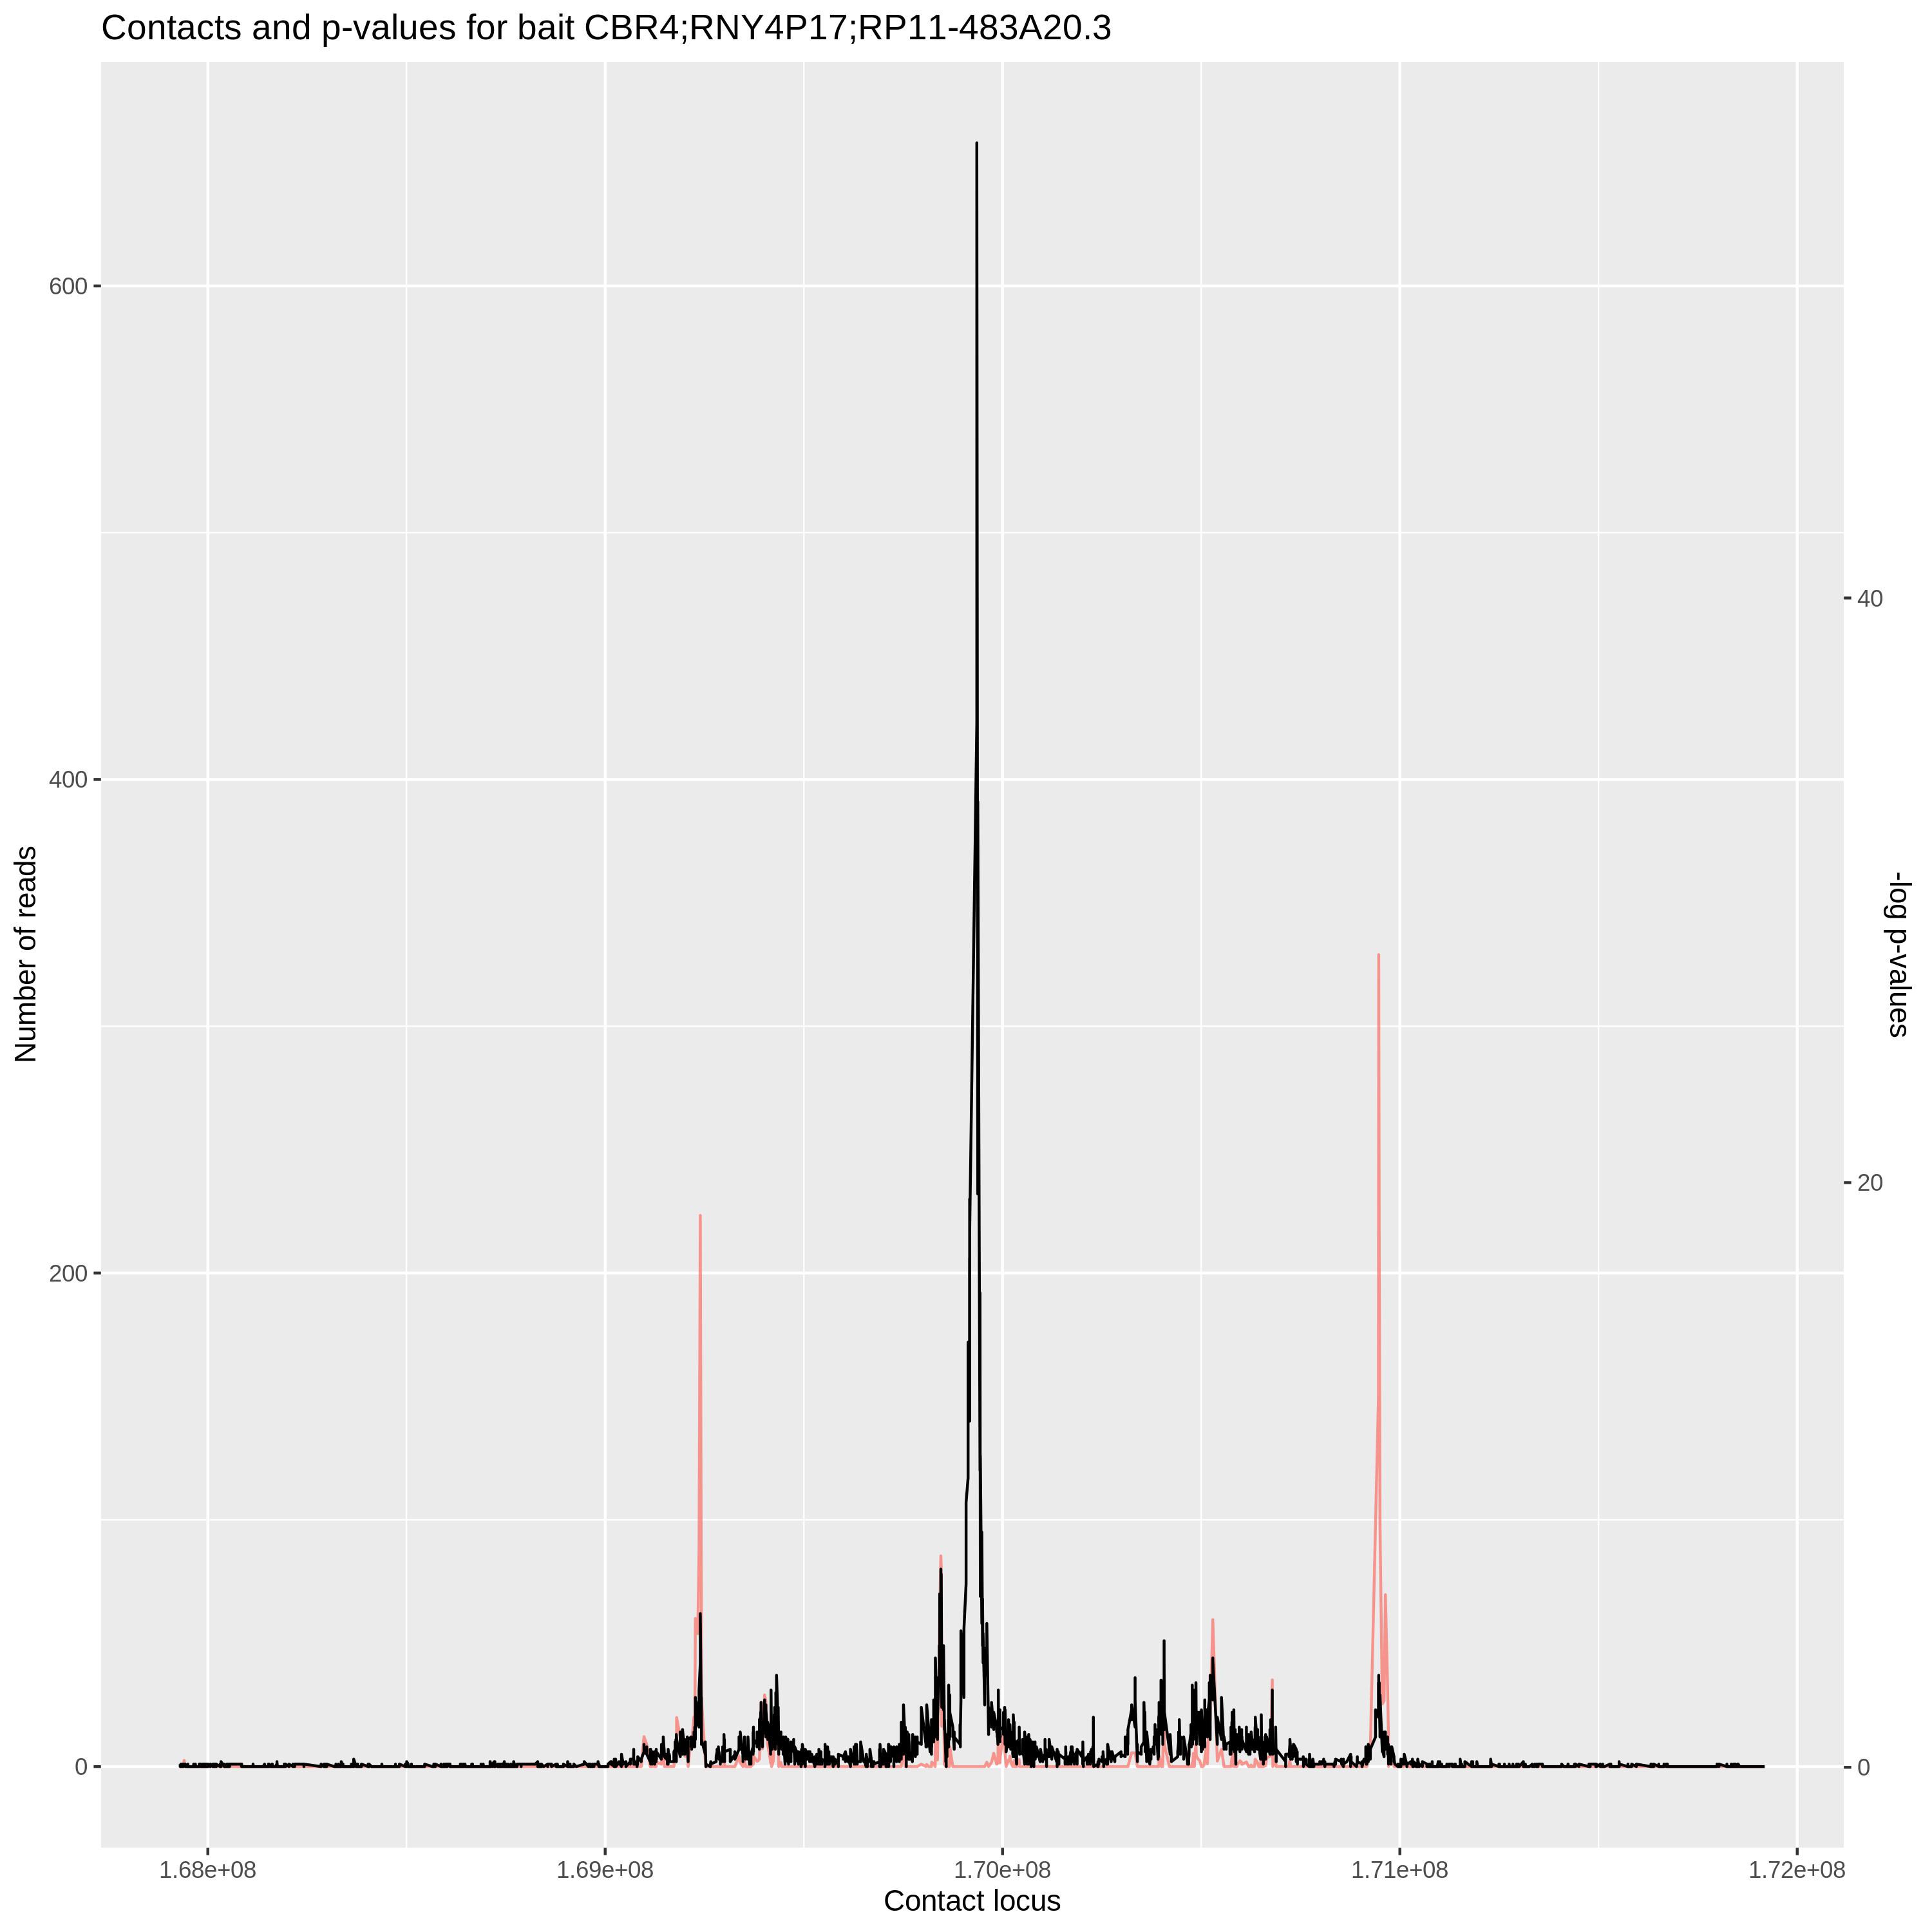 Contacts and p-values for bait CBR4;RNY4P17;RP11-483A20.3
600
400
200
0
Number of reads
40
20
0
-log p-values
1.68e+08 1.69e+08 1.70e+08 1.71e+08 1.72e+08
Contact locus